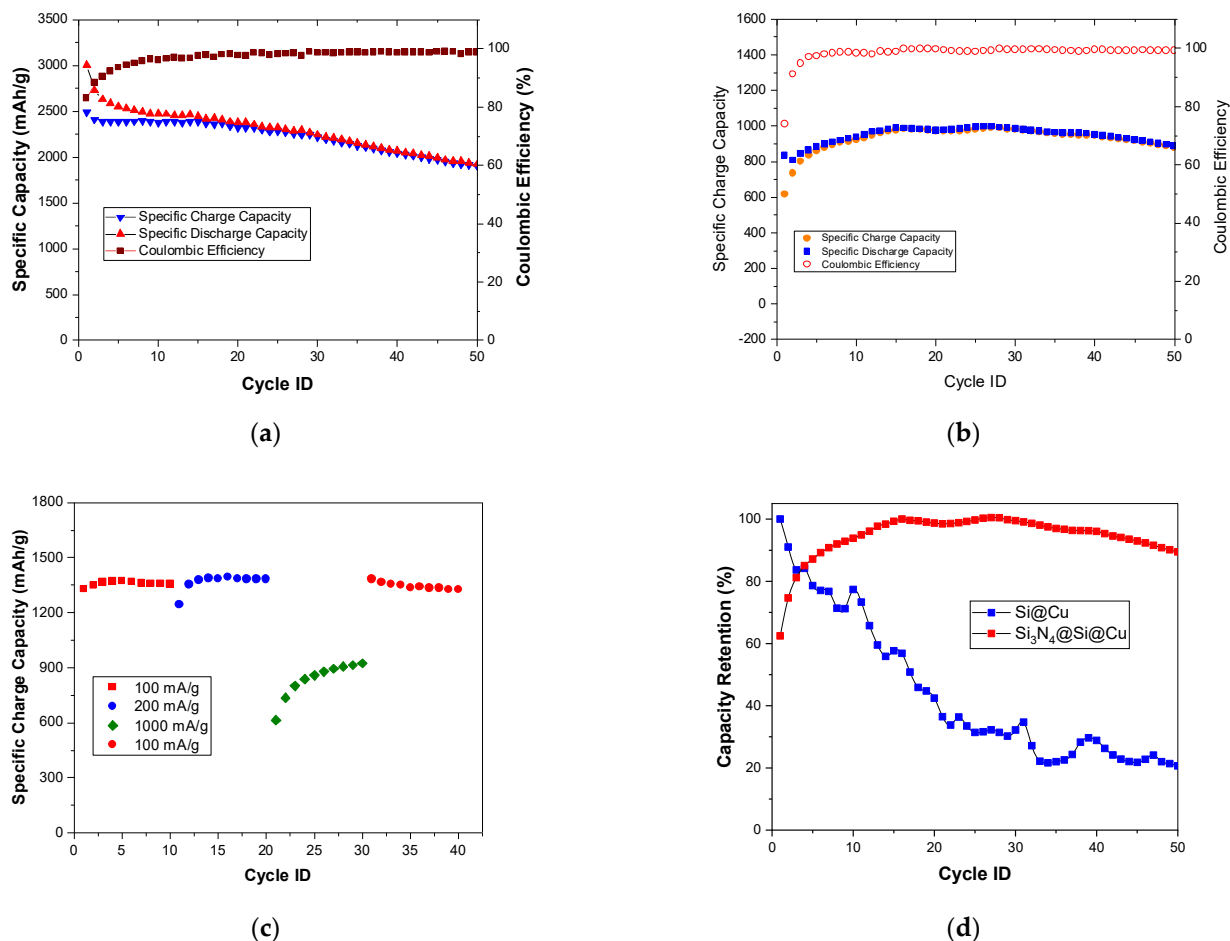 3500
3000
2500
2000
1500
1000
500
0
Specific Capacity (mAh/g)
Specific Charge Capacity
Specific Discharge Capacity
Coulombic Efficiency
100
80
60
40
20
0
Coulombic Efficiency (%)
0 10 20 30 40 50
Cycle ID
(a)
1600
1400
1200
1000
800
600
400
200
0
-200
Specific Charge Capacity
Specific Charge Capacity
Specific Discharge Capacity
Coulombic Efficiency
100
80
60
40
20
0
Coulombic Efficiency
0 10 20 30 40 50
Cycle ID
(b)
1800
1500
1200
900
600
300
0
Specific Charge Capacity (mAh/g)
100 mA/g
200 mA/g
1000 mA/g
100 mA/g
0 5 10 15 20 25 30 35 40
Cycle ID
(c)
100
80
60
40
20
0
Capacity Retention (%)
Si@Cu
Si₃N₄@Si@Cu
0 10 20 30 40 50
Cycle ID
(d)